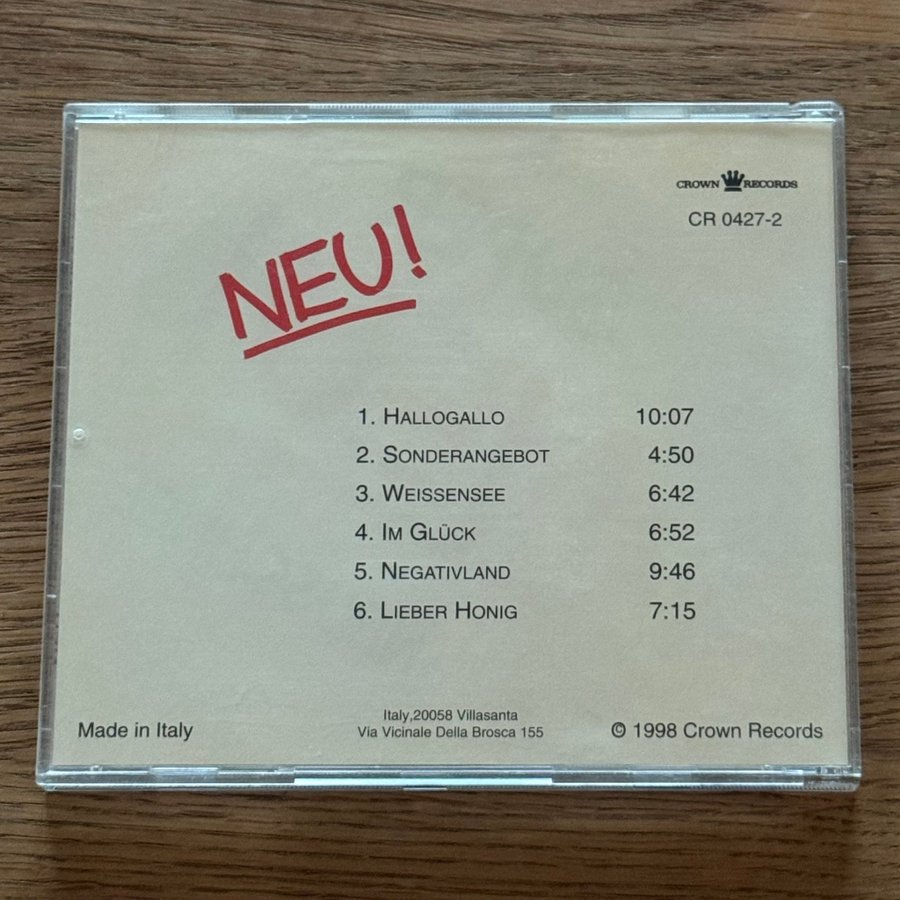 CROWN RECORDS
CR 0427-2
NEU!
1. HALLOGALLO 10:07
2. SONDERANGEBOT 4:50
3. WEISSENSEE 6:42
4. IM GLÜCK 6:52
5. NEGATIVLAND 9:46
6. LIEBER HONIG 7:15
Italy,20058 Villasanta
Made in Italy Via Vicinale Della Brosca 155 © 1998 Crown Records